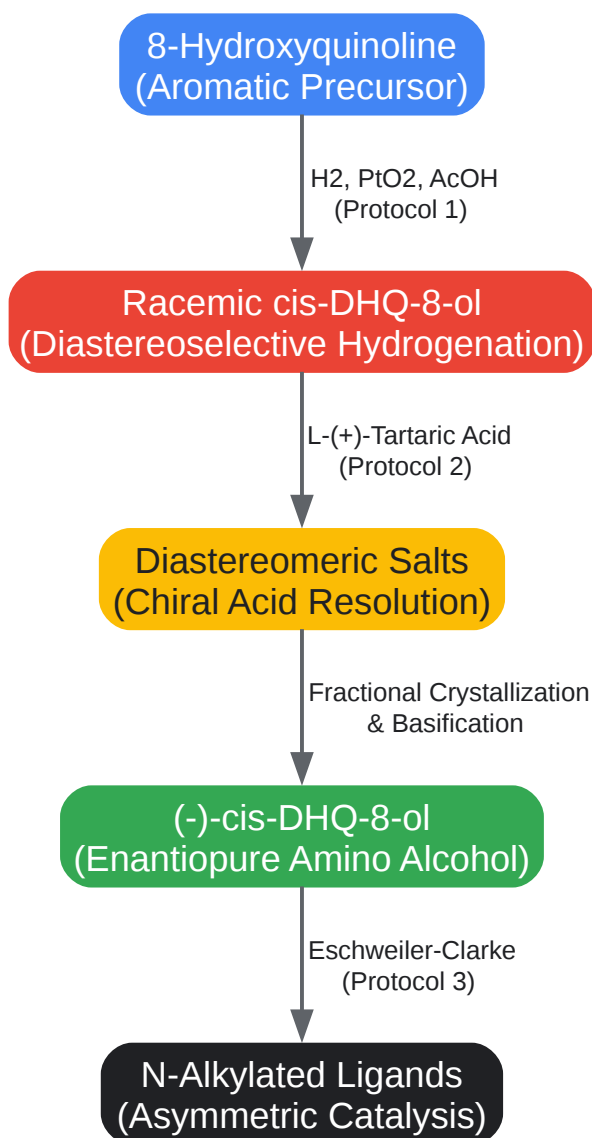 8-Hydroxyquinoline
(Aromatic Precursor)
H2, PtO2, AcOH
(Protocol 1)
Racemic cis-DHQ-8-ol
(Diastereoselective Hydrogenation)
L-(+)-Tartaric Acid
(Protocol 2)
Diastereomeric Salts
(Chiral Acid Resolution)
Fractional Crystallization
& Basification
(-)-cis-DHQ-8-ol
(Enantiopure Amino Alcohol)
Eschweiler-Clarke
(Protocol 3)
N-Alkylated Ligands
(Asymmetric Catalysis)